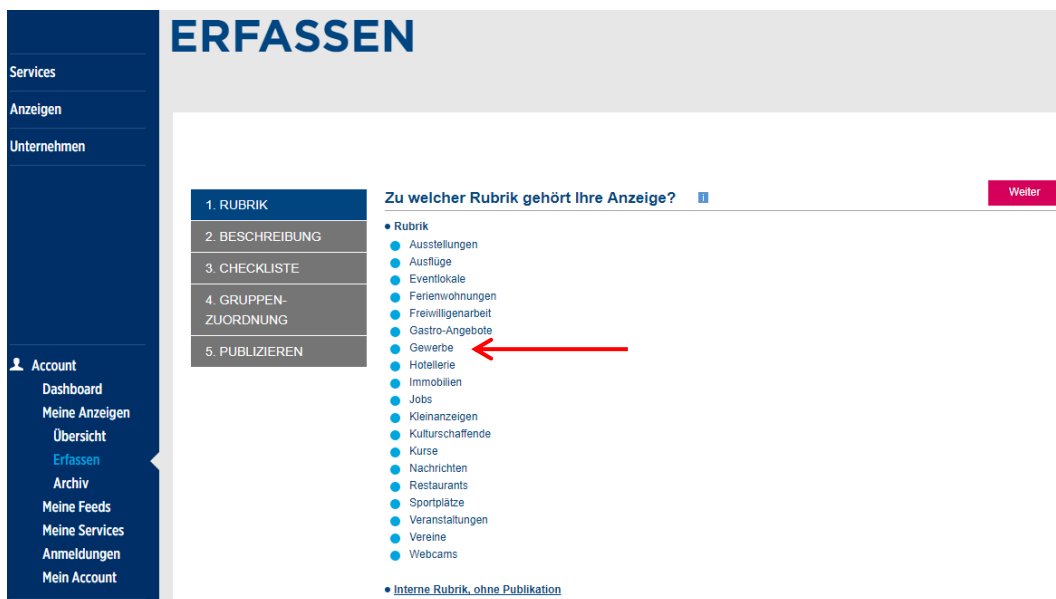 ERFASSEN
Services
Anzeigen
Unternehmen
Account
Dashboard
Meine Anzeigen
Übersicht
Erfassen
Archiv
Meine Feeds
Meine Services
Anmeldungen
Mein Account
1. RUBRIK
2. BESCHREIBUNG
3. CHECKLISTE
4. GRUPPEN-
ZUORDNUNG
5. PUBLIZIEREN
Zu welcher Rubrik gehört Ihre Anzeige? i
Weiter
• Rubrik
Ausstellungen
Ausflüge
Eventlokale
Ferienwohnungen
Freiwilligenarbeit
Gastro-Angebote
Gewerbe
Hotellerie
Immobilien
Jobs
Kleinanzeigen
Kulturschaffende
Kurse
Nachrichten
Restaurants
Sportplätze
Veranstaltungen
Vereine
Webcams
• Interne Rubrik, ohne Publikation